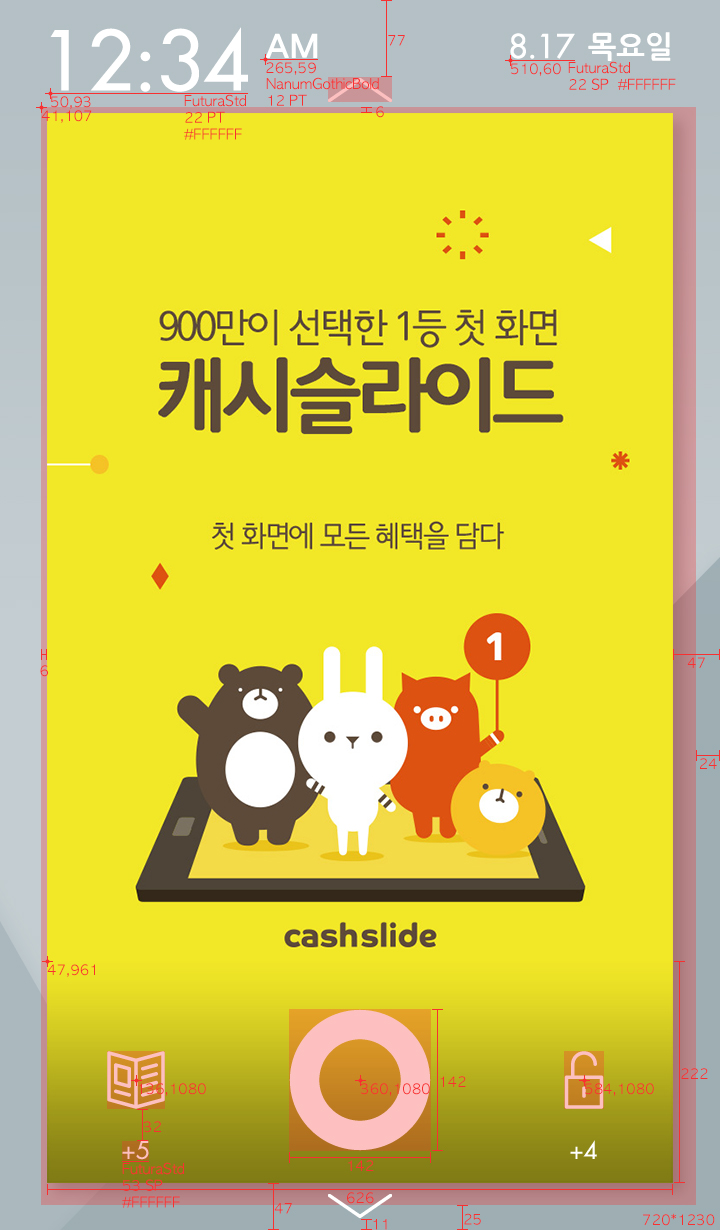 77
12:34 AM
8.17 목요일
265,59
NanumGothicBold
12 PT
510,60 FuturaStd
22 SP #FFFFFF
50,93
41,107
FuturaStd
22 PT
#FFFFFF
6
900만이 선택한 1등 첫 화면
캐시슬라이드
첫 화면에 모든 혜택을 담다
1
6
47
24
cashslide
47,961
222
136,1080
360,1080
142
584,1080
32
+5
+4
FuturaStd
53 SP
#FFFFFF
142
626
47
11
25
720*1230